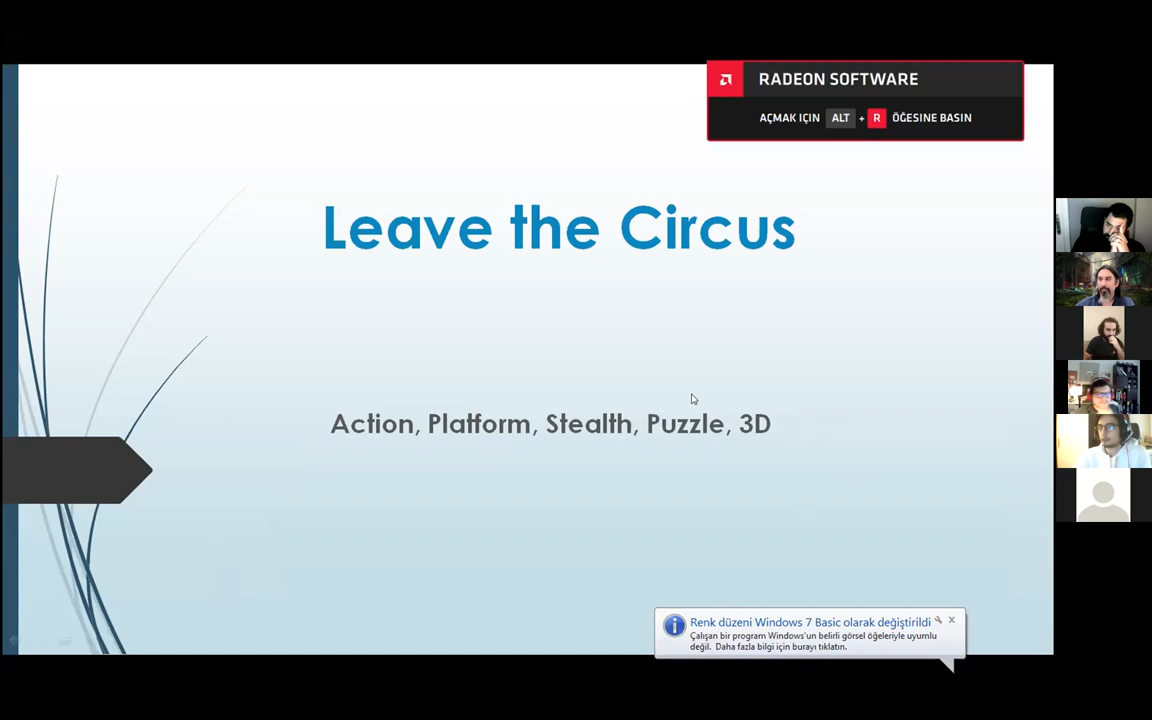 RADEON SOFTWARE
AÇMAK IÇIN ALT + R ÖĞESINE BASIN
Leave the Circus
Action, Platform, Stealth, Puzzle, 3D
Renk düzeni Windows 7 Basic olarak değiştirildi
Çalışan bir program Windows'un belirli görsel öğeleriyle uyumlu
değil. Daha fazla bilgi için burayı tıklatın.